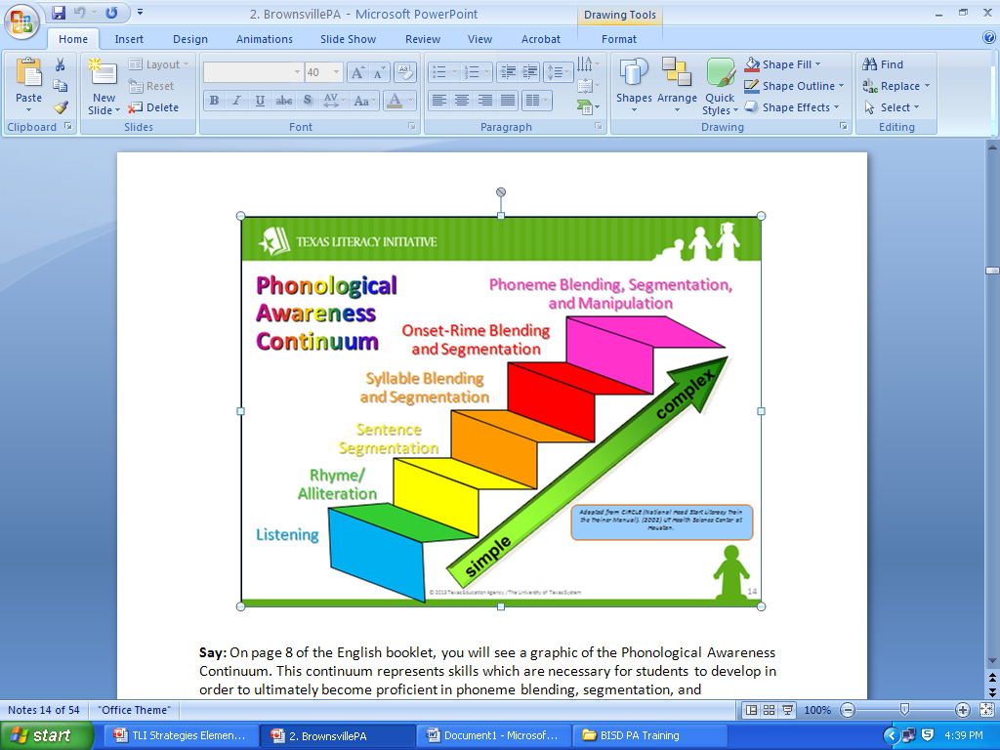 2. BrownsvillePA - Microsoft PowerPoint
Drawing Tools
Home
Insert
Design
Animations
Slide Show
Review
View
Acrobat
Format
Paste
Clipboard
New
Slide
Layout
Reset
Delete
Slides
40
Font
Paragraph
Shapes
Arrange
Quick
Styles
Shape Fill
Shape Outline
Shape Effects
Drawing
Find
Replace
Select
Editing
TEXAS LITERACY INITIATIVE
Phonological
Awareness
Continuum
Phoneme Blending, Segmentation,
and Manipulation
Onset-Rime Blending
and Segmentation
Syllable Blending
and Segmentation
Sentence
Segmentation
Rhyme/
Alliteration
Listening
simple
complex
Adapted from CIRCLE (National Head Start Literacy Train
the Trainer Manual). (2002) UT Health Science Center at
Houston.
© 2013 Texas Education Agency / The University of Texas System
14
Say: On page 8 of the English booklet, you will see a graphic of the Phonological Awareness
Continuum. This continuum represents skills which are necessary for students to develop in
order to ultimately become proficient in phoneme blending, segmentation, and
Notes 14 of 54
"Office Theme"
100%
start
TLI Strategies Elemen...
2. BrownsvillePA
Document1 - Microsof...
BISD PA Training
4:39 PM